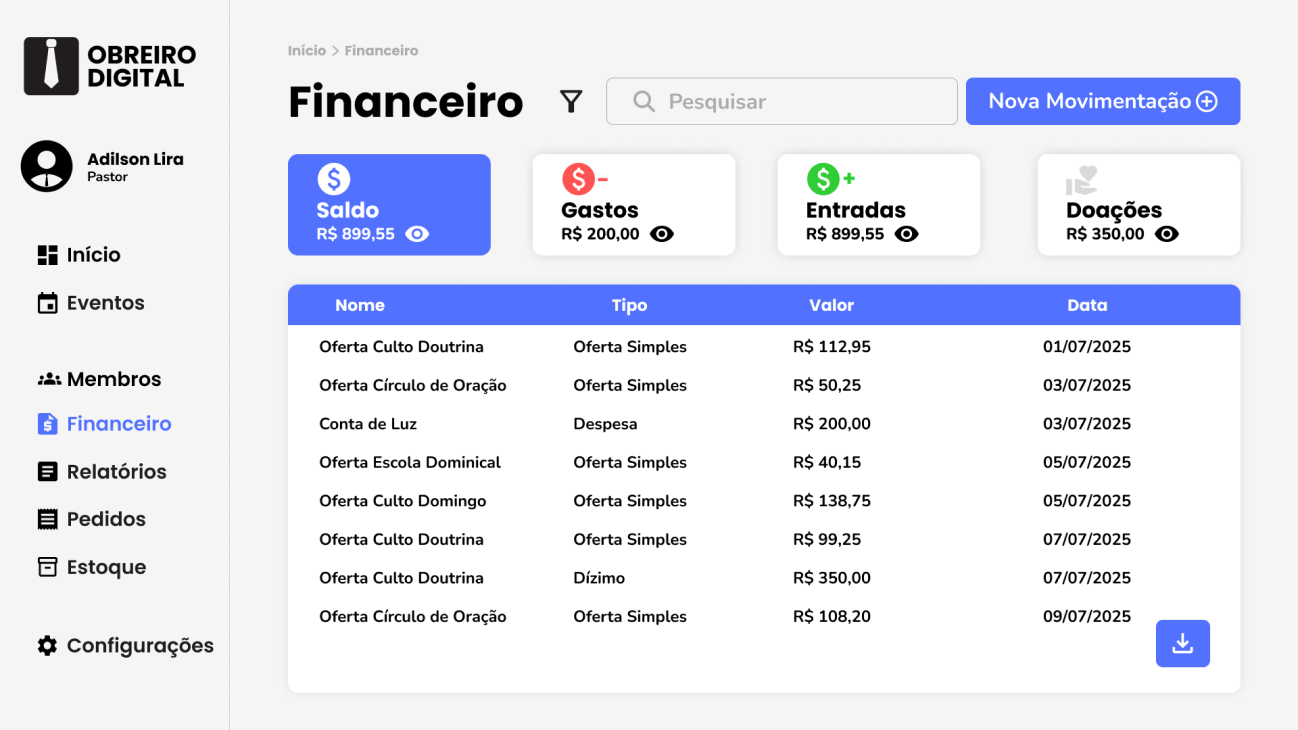 OBREIRO
DIGITAL
Adilson Lira
Pastor
Início
Eventos
Membros
Financeiro
Relatórios
Pedidos
Estoque
Configurações
Início > Financeiro
Financeiro
Pesquisar
Nova Movimentação
Saldo
R$ 899,55
Gastos
R$ 200,00
Entradas
R$ 899,55
Doações
R$ 350,00
Nome Tipo Valor Data
Oferta Culto Doutrina Oferta Simples R$ 112,95 01/07/2025
Oferta Círculo de Oração Oferta Simples R$ 50,25 03/07/2025
Conta de Luz Despesa R$ 200,00 03/07/2025
Oferta Escola Dominical Oferta Simples R$ 40,15 05/07/2025
Oferta Culto Domingo Oferta Simples R$ 138,75 05/07/2025
Oferta Culto Doutrina Oferta Simples R$ 99,25 07/07/2025
Oferta Culto Doutrina Dízimo R$ 350,00 07/07/2025
Oferta Círculo de Oração Oferta Simples R$ 108,20 09/07/2025